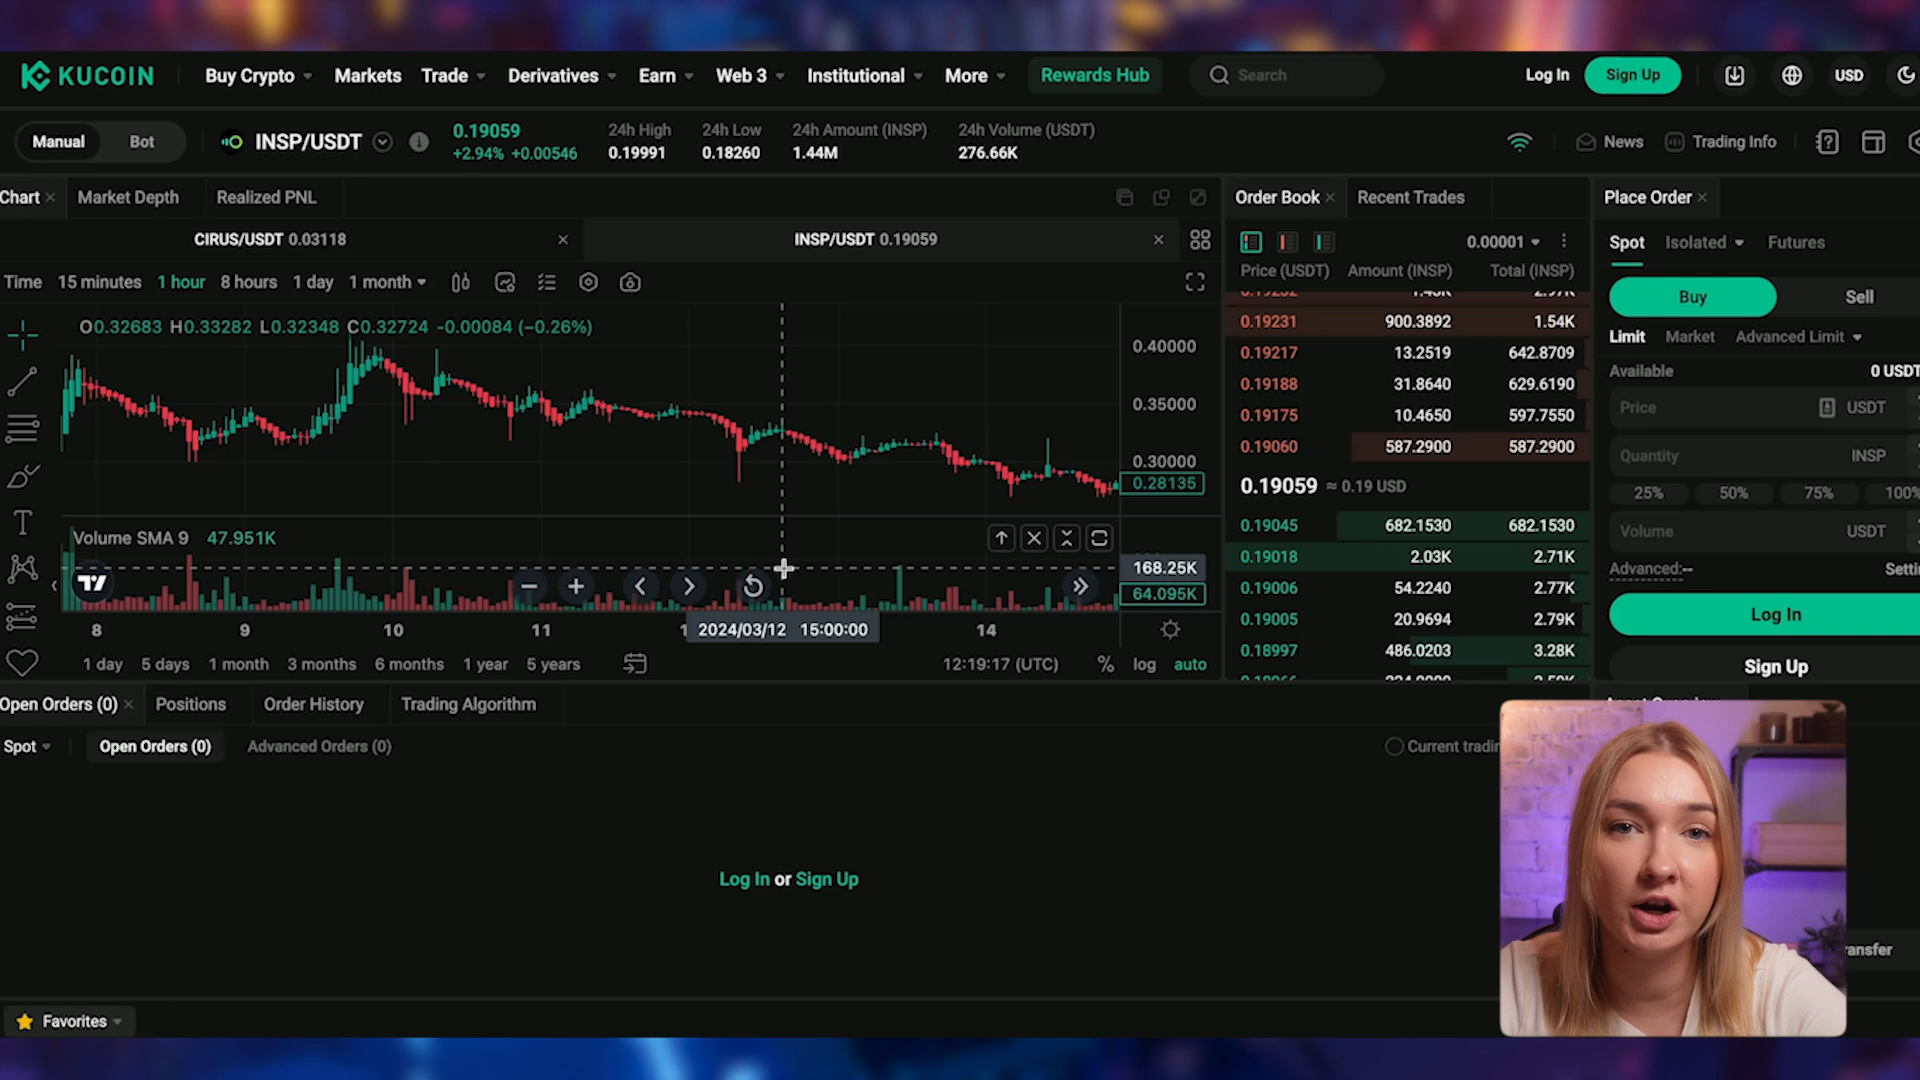 KUCOIN Buy Crypto Markets Trade Derivatives Earn Web 3 Institutional More Rewards Hub Search Log In Sign Up USD
Manual Bot INSP/USDT 0.19059 +2.94% +0.00546 24h High 0.19991 24h Low 0.18260 24h Amount (INSP) 1.44M 24h Volume (USDT) 276.66K News Trading Info
Chart Market Depth Realized PNL
CIRUS/USDT 0.03118 INSP/USDT 0.19059
Time 15 minutes 1 hour 8 hours 1 day 1 month
O0.32683 H0.33282 L0.32348 C0.32724 -0.00084 (−0.26%)
0.40000
0.35000
0.30000
0.28135
Volume SMA 9 47.951K
168.25K
64.095K
8 9 10 11 1 2024/03/12 15:00:00 14
1 day 5 days 1 month 3 months 6 months 1 year 5 years 12:19:17 (UTC) % log auto
Order Book Recent Trades
0.00001
Price (USDT) Amount (INSP) Total (INSP)
0.19231 900.3892 1.54K
0.19217 13.2519 642.8709
0.19188 31.8640 629.6190
0.19175 10.4650 597.7550
0.19060 587.2900 587.2900
0.19059 ≈ 0.19 USD
0.19045 682.1530 682.1530
0.19018 2.03K 2.71K
0.19006 54.2240 2.77K
0.19005 20.9694 2.79K
0.18997 486.0203 3.28K
Place Order
Spot Isolated Futures
Buy Sell
Limit Market Advanced Limit
Available 0 USDT
Price USDT
Quantity INSP
25% 50% 75% 100%
Volume USDT
Advanced:-- Setti
Log In
Sign Up
Open Orders (0) Positions Order History Trading Algorithm
Spot Open Orders (0) Advanced Orders (0) Current tradin
Log In or Sign Up
ansfer
Favorites